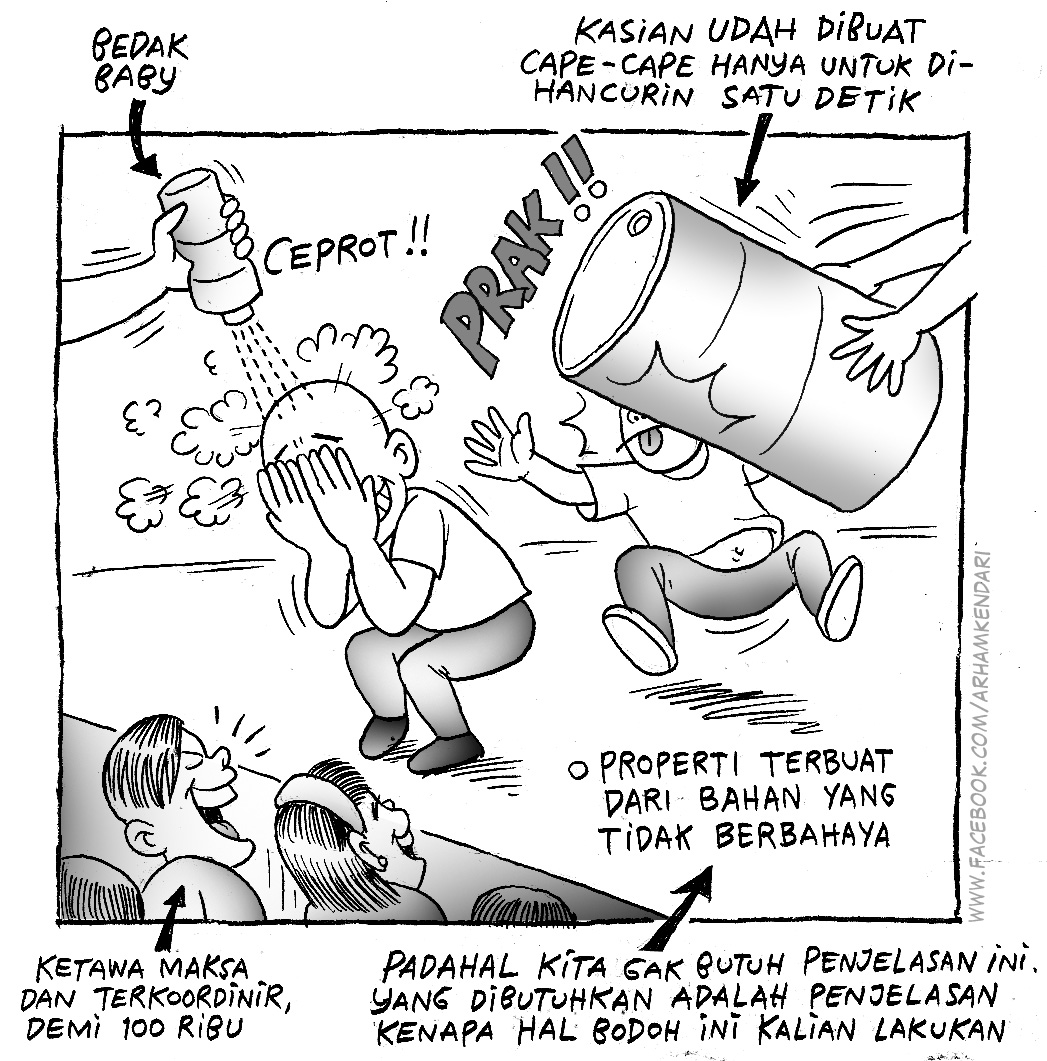 BEDAK
BABY
KASIAN UDAH DIBUAT
CAPE-CAPE HANYA UNTUK DI-
HANCURIN SATU DETIK
CEPROT!!
PRAK!!
PROPERTI TERBUAT
DARI BAHAN YANG
TIDAK BERBAHAYA
WWW.FACEBOOK.COM/ARHAMKENDARI
KETAWA MAKSA
DAN TERKOORDINIR,
DEMI 100 RIBU
PADAHAL KITA GAK BUTUH PENJELASAN INI.
YANG DIBUTUHKAN ADALAH PENJELASAN
KENAPA HAL BODOH INI KALIAN LAKUKAN